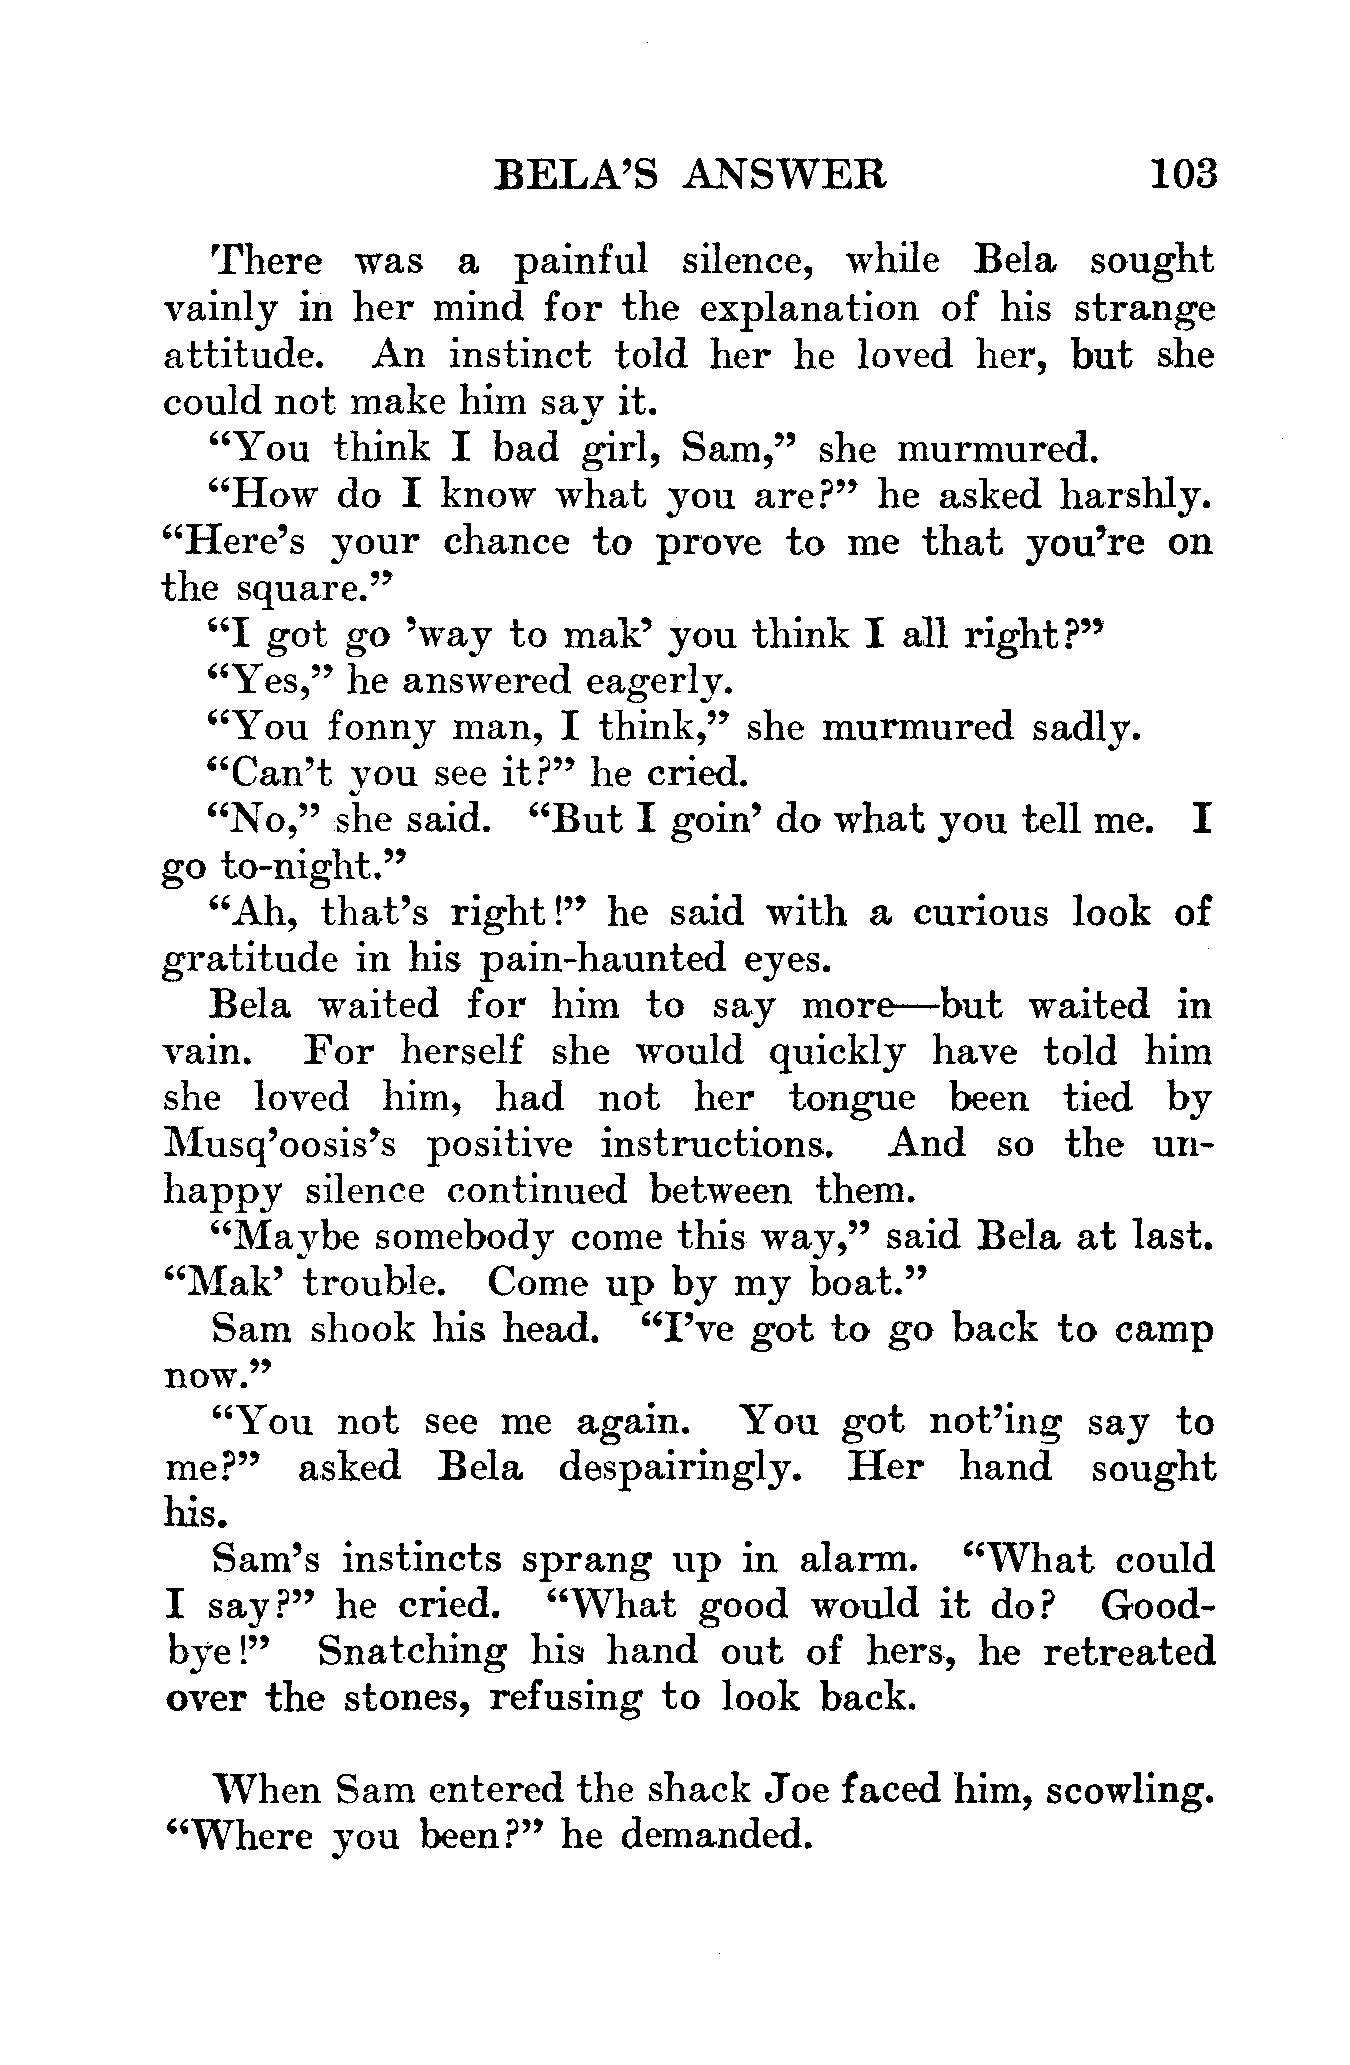 BELA'S ANSWER 103
There was a painful silence, while Bela sought
vainly in her mind for the explanation of his strange
attitude. An instinct told her he loved her, but she
could not make him say it.
“You think I bad girl, Sam,” she murmured.
“How do I know what you are?” he asked harshly.
“Here’s your chance to prove to me that you’re on
the square.”
“I got go ’way to mak’ you think I all right?”
“Yes,” he answered eagerly.
“You fonny man, I think,” she murmured sadly.
“Can’t you see it?” he cried.
“No,” she said. “But I goin’ do what you tell me. I
go to-night.”
“Ah, that’s right!” he said with a curious look of
gratitude in his pain-haunted eyes.
Bela waited for him to say more—but waited in
vain. For herself she would quickly have told him
she loved him, had not her tongue been tied by
Musq’oosis’s positive instructions. And so the un-
happy silence continued between them.
“Maybe somebody come this way,” said Bela at last.
“Mak’ trouble. Come up by my boat.”
Sam shook his head. “I’ve got to go back to camp
now.”
“You not see me again. You got not’ing say to
me?” asked Bela despairingly. Her hand sought
his.
Sam’s instincts sprang up in alarm. “What could
I say?” he cried. “What good would it do? Good-
bye!” Snatching his hand out of hers, he retreated
over the stones, refusing to look back.
When Sam entered the shack Joe faced him, scowling.
“Where you been?” he demanded.